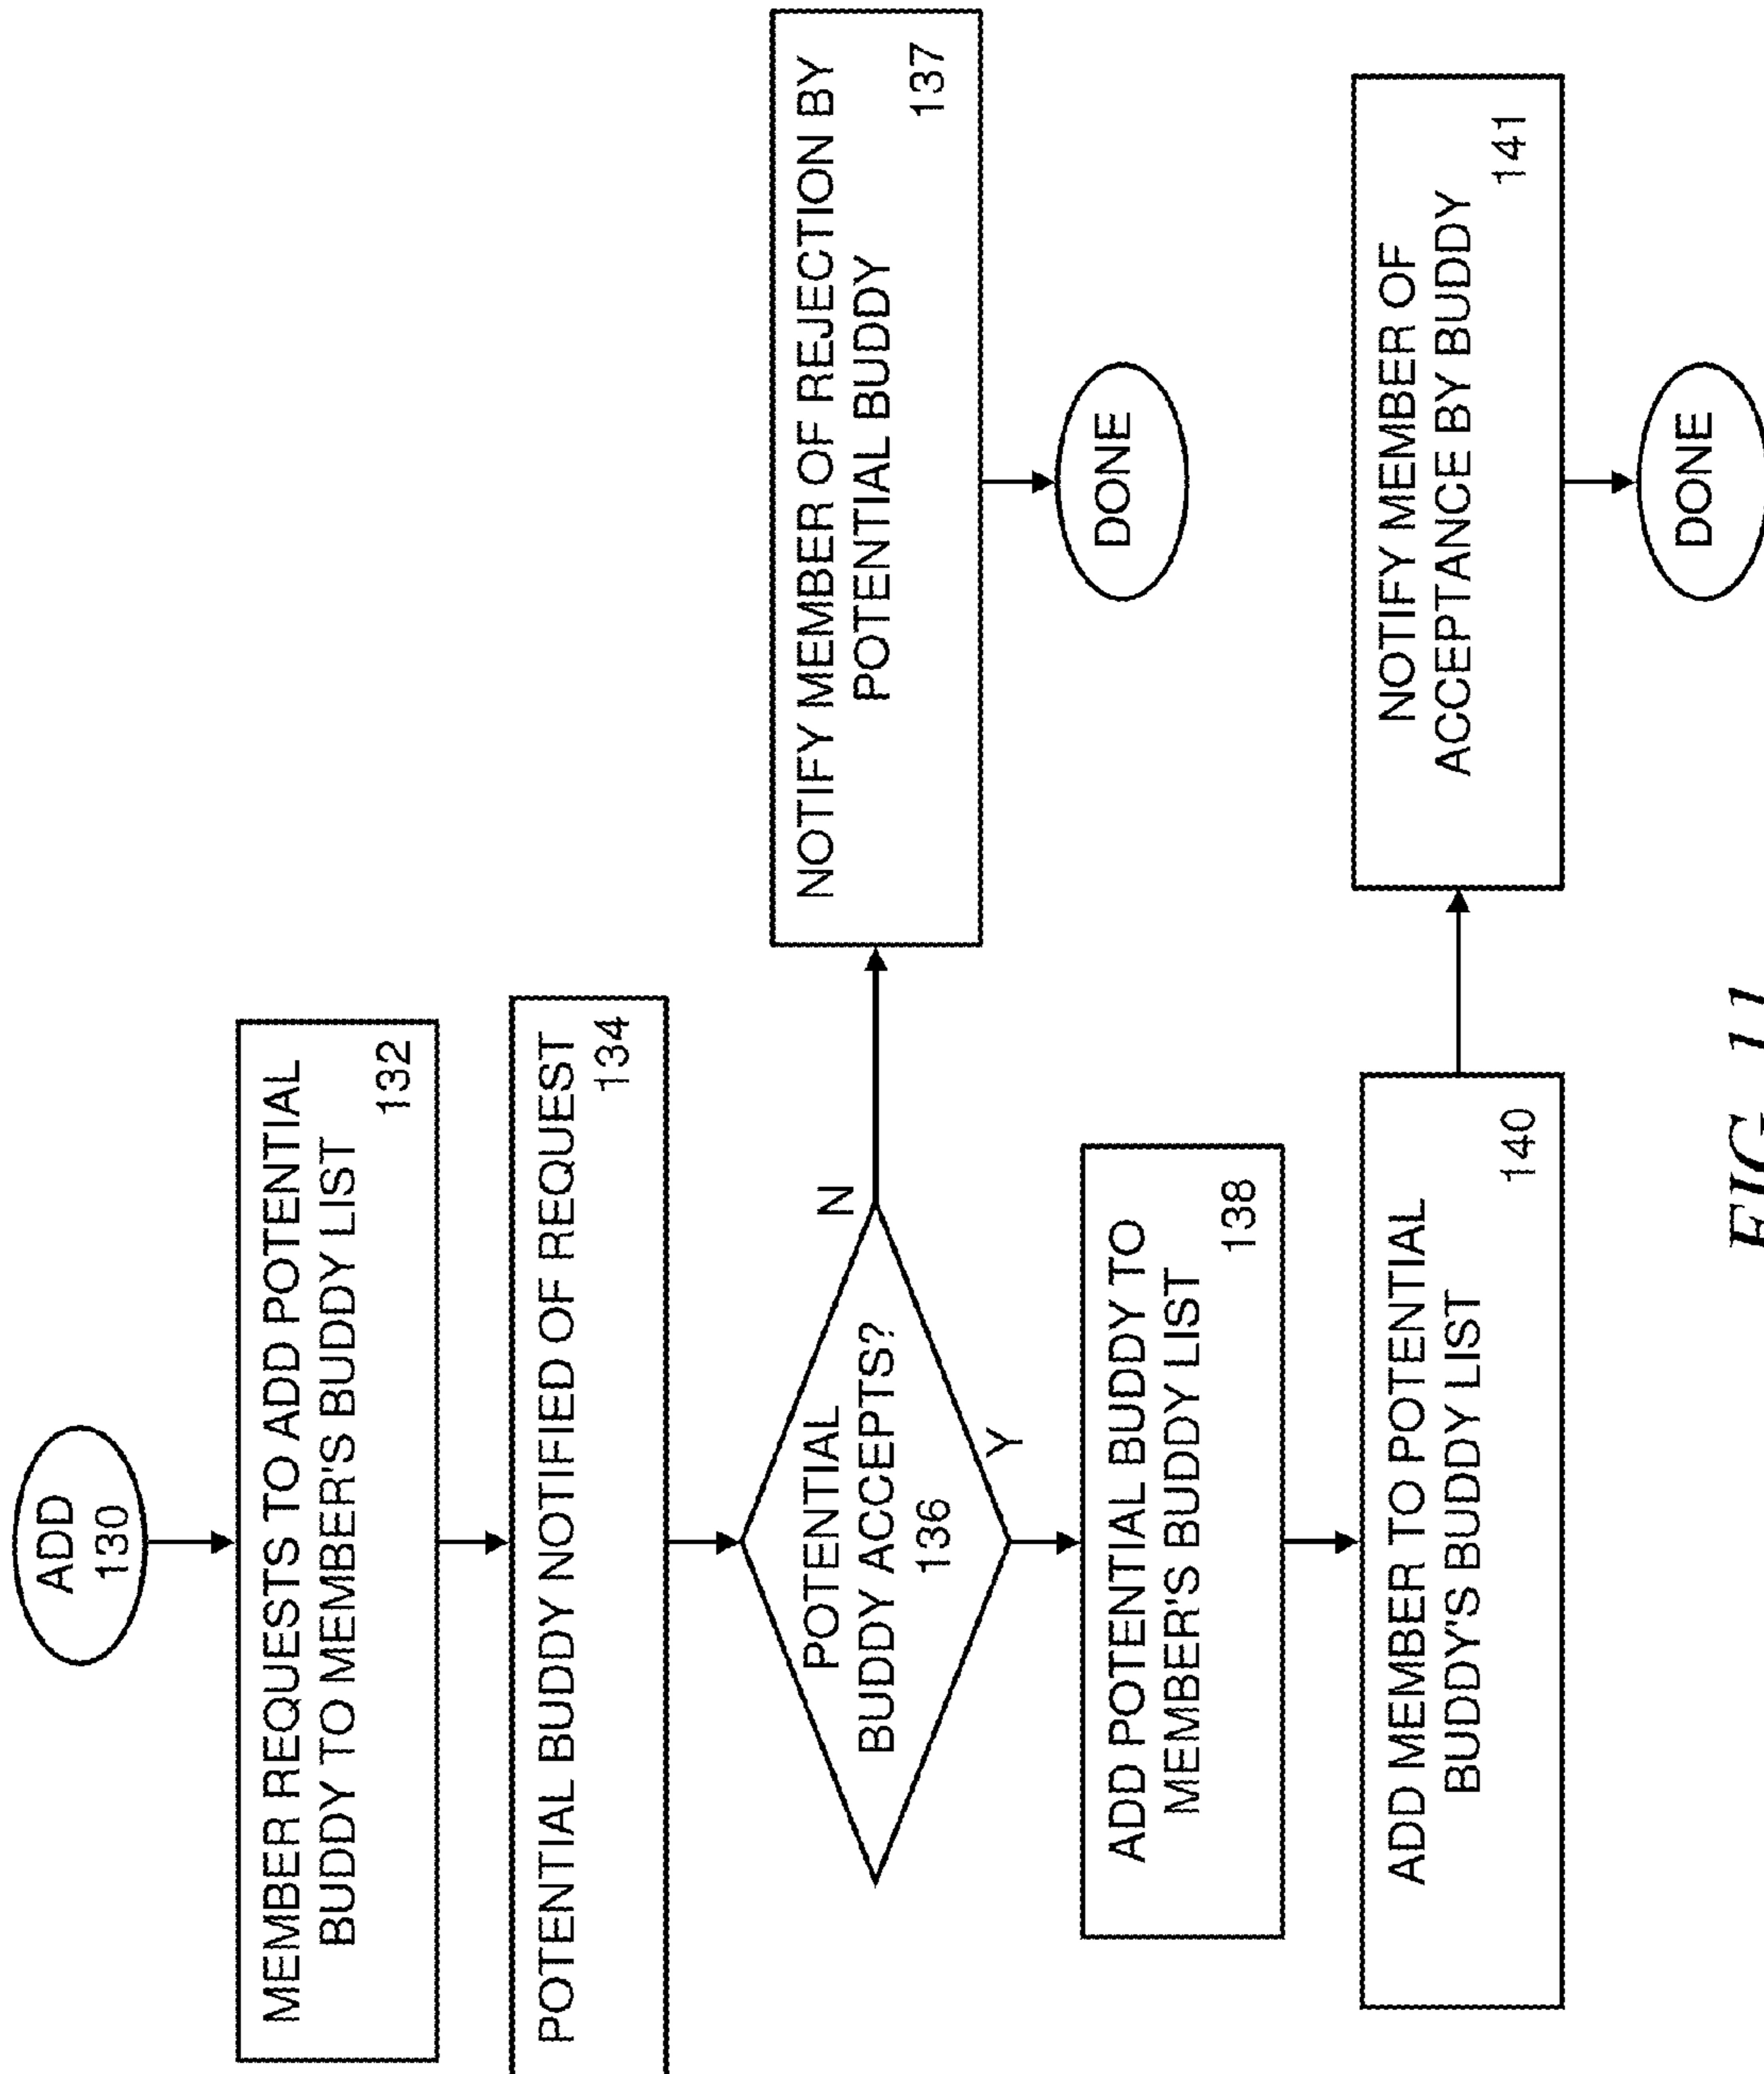 ADD
130
MEMBER REQUESTS TO ADD POTENTIAL
BUDDY TO MEMBER'S BUDDY LIST
132
POTENTIAL BUDDY NOTIFIED OF REQUEST
134
POTENTIAL
BUDDY ACCEPTS?
136
N
Y
NOTIFY MEMBER OF REJECTION BY
POTENTIAL BUDDY
137
DONE
ADD POTENTIAL BUDDY TO
MEMBER'S BUDDY LIST
138
ADD MEMBER TO POTENTIAL
BUDDY'S BUDDY LIST
140
NOTIFY MEMBER OF
ACCEPTANCE BY BUDDY
141
DONE
FIG. 11